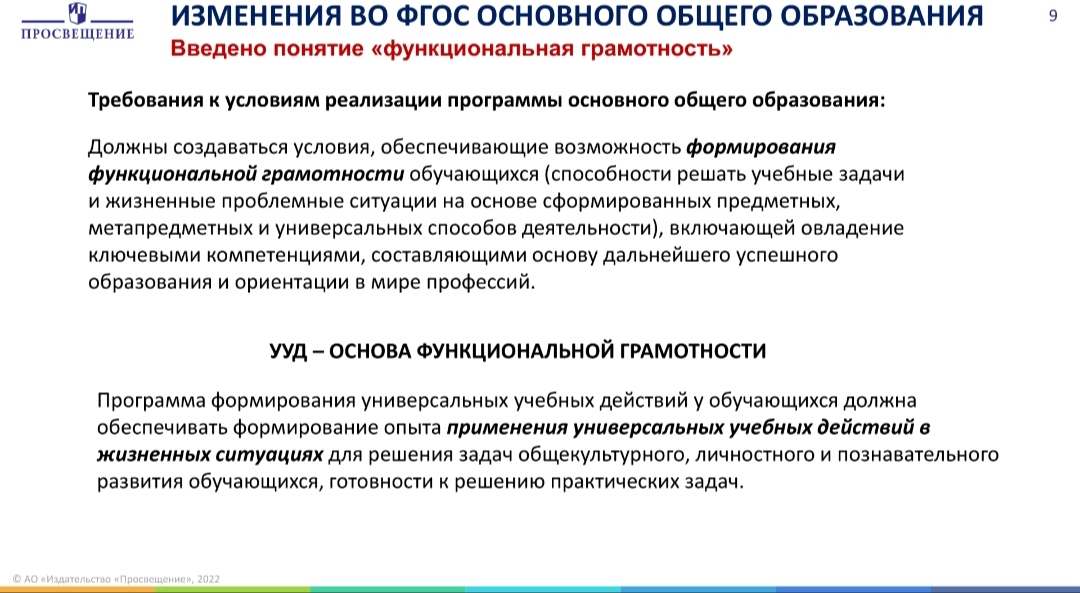 ПРОСВЕЩЕНИЕ
ИЗМЕНЕНИЯ ВО ФГОС ОСНОВНОГО ОБЩЕГО ОБРАЗОВАНИЯ
9
Введено понятие «функциональная грамотность»
Требования к условиям реализации программы основного общего образования:
Должны создаваться условия, обеспечивающие возможность формирования
функциональной грамотности обучающихся (способности решать учебные задачи
и жизненные проблемные ситуации на основе сформированных предметных,
метапредметных и универсальных способов деятельности), включающей овладение
ключевыми компетенциями, составляющими основу дальнейшего успешного
образования и ориентации в мире профессий.
УУД – ОСНОВА ФУНКЦИОНАЛЬНОЙ ГРАМОТНОСТИ
Программа формирования универсальных учебных действий у обучающихся должна
обеспечивать формирование опыта применения универсальных учебных действий в
жизненных ситуациях для решения задач общекультурного, личностного и познавательного
развития обучающихся, готовности к решению практических задач.
© АО «Издательство «Просвещение», 2022